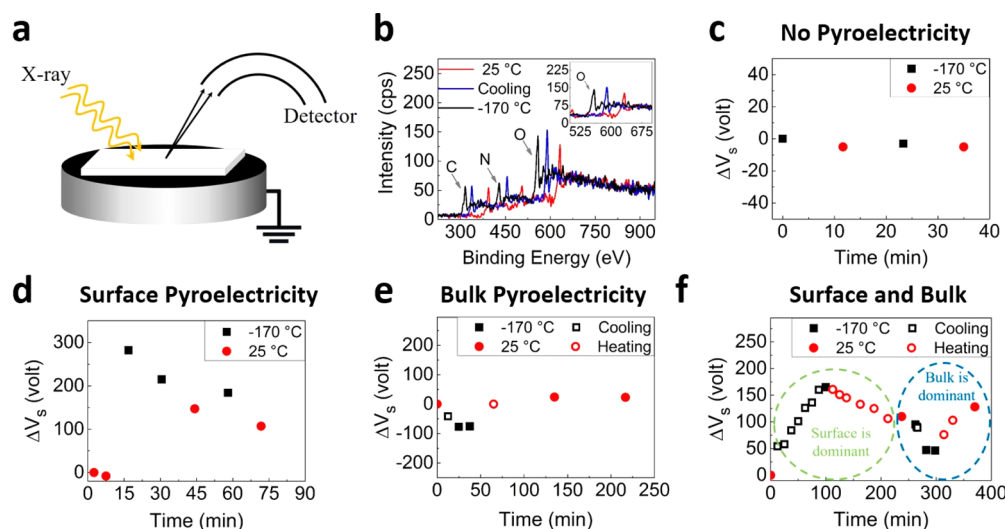 a
X-ray
Detector
b
25 °C
Cooling
-170 °C
O
C
N
O
Intensity (cps)
250
200
150
100
50
0
300 450 600 750 900
Binding Energy (eV)
225
150
75
0
525 600 675
c No Pyroelectricity
-170 °C
25 °C
ΔVs (volt)
40
20
0
-20
-40
0 20 40
Time (min)
d Surface Pyroelectricity
-170 °C
25 °C
ΔVs (volt)
300
200
100
0
0 15 30 45 60 75 90
Time (min)
e Bulk Pyroelectricity
-170 °C Cooling
25 °C Heating
ΔVs (volt)
100
0
-100
-200
0 50 100 150 200 250
Time (min)
f Surface and Bulk
-170 °C Cooling
25 °C Heating
ΔVs (volt)
250
200
150
100
50
0
Surface is
dominant
Bulk is
dominant
0 100 200 300 400
Time (min)